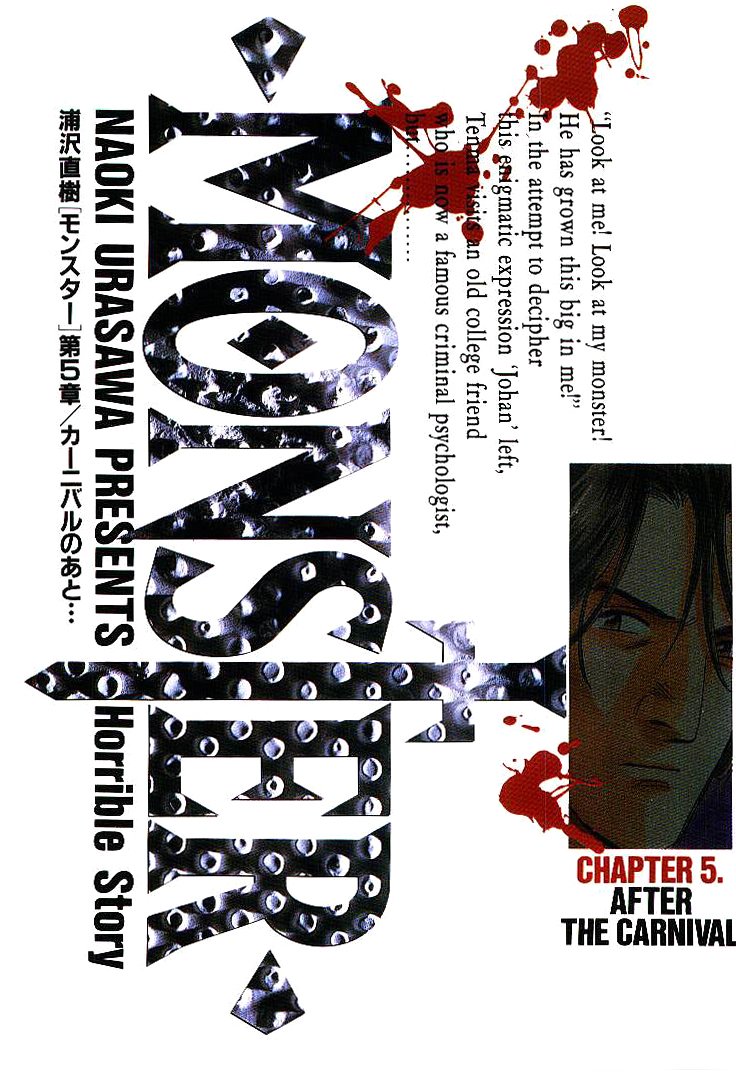 "Look at me! Look at my monster!
He has grown this big in me!"
In the attempt to decipher
this enigmatic expression 'Johan' left,
Tenma visits an old college friend
who is now a famous criminal psychologist,
but…………
MONSTER
NAOKI URASAWA PRESENTS Horrible Story
浦沢直樹［モンスター］第5章／カーニバルのあと…
CHAPTER 5.
AFTER
THE CARNIVAL